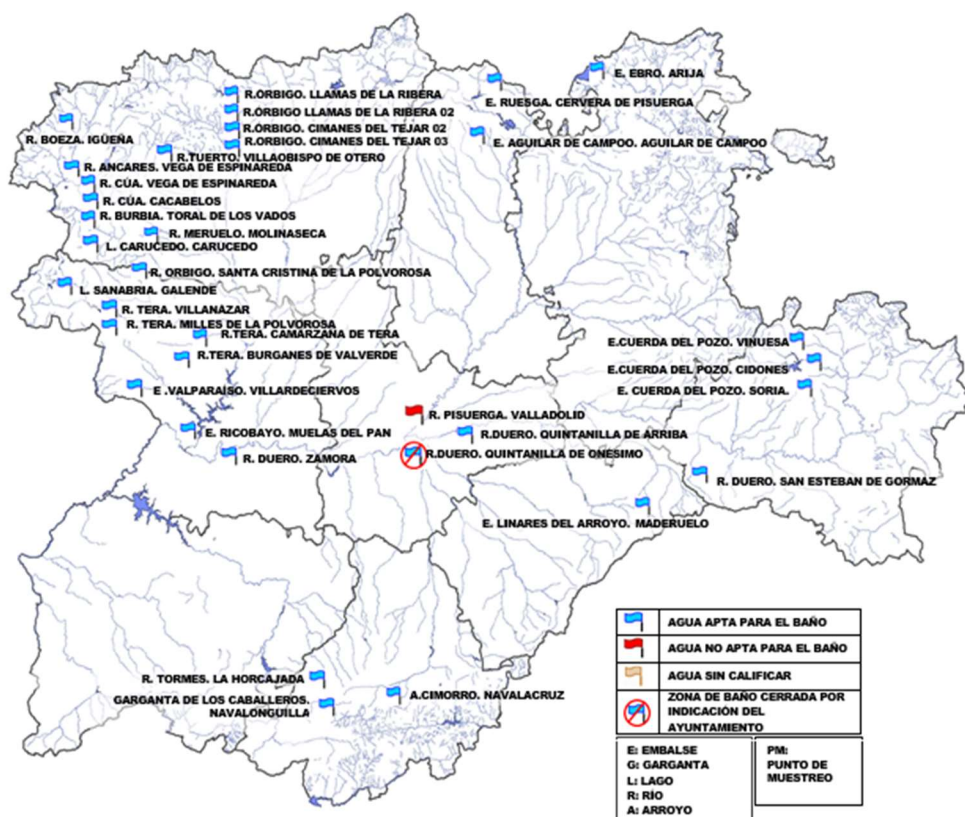 E. EBRO. ARIJA
R.ORBIGO. LLAMAS DE LA RIBERA
E. RUESGA. CERVERA DE PISUERGA
R.ORBIGO LLAMAS DE LA RIBERA 02
R.ORBIGO. CIMANES DEL TEJAR 02
R. BOEZA. IGÜEÑA
R.ORBIGO. CIMANES DEL TEJAR 03
E. AGUILAR DE CAMPOO. AGUILAR DE CAMPOO
R.TUERTO. VILLAOBISPO DE OTERO
R. ANCARES. VEGA DE ESPINAREDA
R. CÚA. VEGA DE ESPINAREDA
R. CÚA. CACABELOS
R. BURBIA. TORAL DE LOS VADOS
R. MERUELO. MOLINASECA
L. CARUCEDO. CARUCEDO
R. ORBIGO. SANTA CRISTINA DE LA POLVOROSA
L. SANABRIA. GALENDE
R. TERA. VILLANAZAR
R. TERA. MILLES DE LA POLVOROSA
R.TERA. CAMARZANA DE TERA
E.CUERDA DEL POZO. VINUESA
R.TERA. BURGANES DE VALVERDE
E.CUERDA DEL POZO. CIDONES
E .VALPARAISO. VILLARDECIERVOS
E. CUERDA DEL POZO. SORIA.
R. PISUERGA. VALLADOLID
E. RICOBAYO. MUELAS DEL PAN
R.DUERO. QUINTANILLA DE ARRIBA
R. DUERO. ZAMORA
R.DUERO. QUINTANILLA DE ONÉSIMO
R. DUERO. SAN ESTEBAN DE GORMAZ
E. LINARES DEL ARROYO. MADERUELO
R. TORMES. LA HORCAJADA
GARGANTA DE LOS CABALLEROS.
NAVALONGUILLA
A.CIMORRO. NAVALACRUZ
AGUA APTA PARA EL BAÑO
AGUA NO APTA PARA EL BAÑO
AGUA SIN CALIFICAR
ZONA DE BAÑO CERRADA POR
INDICACIÓN DEL
AYUNTAMIENTO
E: EMBALSE
G: GARGANTA
L: LAGO
R: RÍO
A: ARROYO
PM:
PUNTO DE
MUESTREO